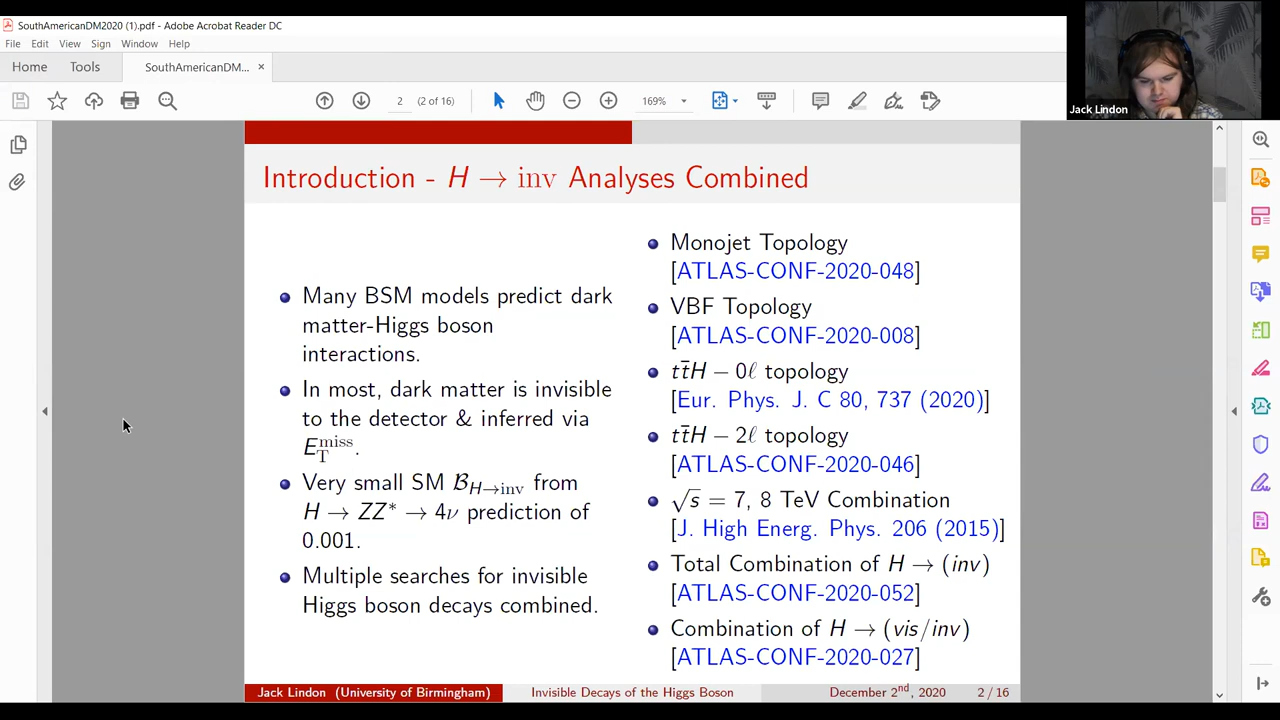 SouthAmericanDM2020 (1).pdf - Adobe Acrobat Reader DC
File Edit View Sign Window Help
Home Tools SouthAmericanDM... ×
2 (2 of 16) 169%
Jack Lindon
Introduction - H → inv Analyses Combined
Many BSM models predict dark
matter-Higgs boson
interactions.
In most, dark matter is invisible
to the detector & inferred via
E_T^miss.
Very small SM ℬ_H→inv from
H → ZZ* → 4ν prediction of
0.001.
Multiple searches for invisible
Higgs boson decays combined.
Monojet Topology
[ATLAS-CONF-2020-048]
VBF Topology
[ATLAS-CONF-2020-008]
tt̄H − 0ℓ topology
[Eur. Phys. J. C 80, 737 (2020)]
tt̄H − 2ℓ topology
[ATLAS-CONF-2020-046]
√s = 7, 8 TeV Combination
[J. High Energ. Phys. 206 (2015)]
Total Combination of H → (inv)
[ATLAS-CONF-2020-052]
Combination of H → (vis/inv)
[ATLAS-CONF-2020-027]
Jack Lindon (University of Birmingham) Invisible Decays of the Higgs Boson December 2nd, 2020 2 / 16